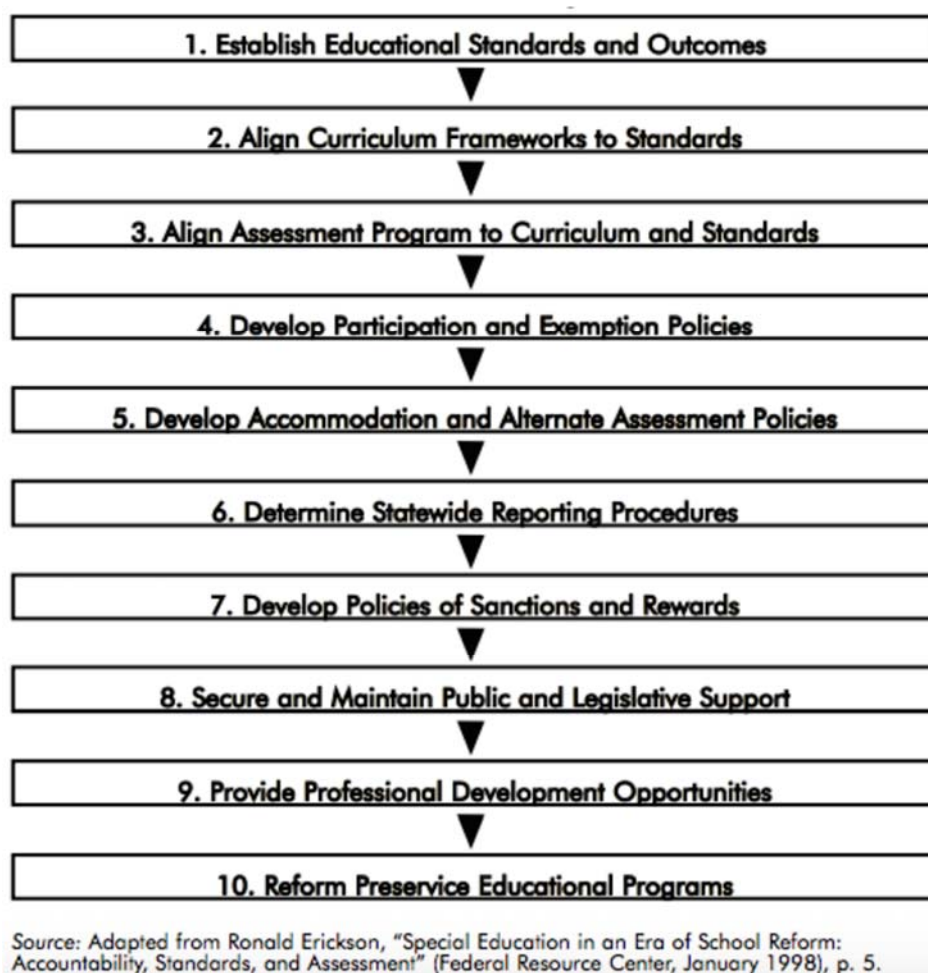 1. Establish Educational Standards and Outcomes
2. Align Curriculum Frameworks to Standards
3. Align Assessment Program to Curriculum and Standards
4. Develop Participation and Exemption Policies
5. Develop Accommodation and Alternate Assessment Policies
6. Determine Statewide Reporting Procedures
7. Develop Policies of Sanctions and Rewards
8. Secure and Maintain Public and Legislative Support
9. Provide Professional Development Opportunities
10. Reform Preservice Educational Programs
Source: Adapted from Ronald Erickson, “Special Education in an Era of School Reform:
Accountability, Standards, and Assessment” (Federal Resource Center, January 1998), p. 5.